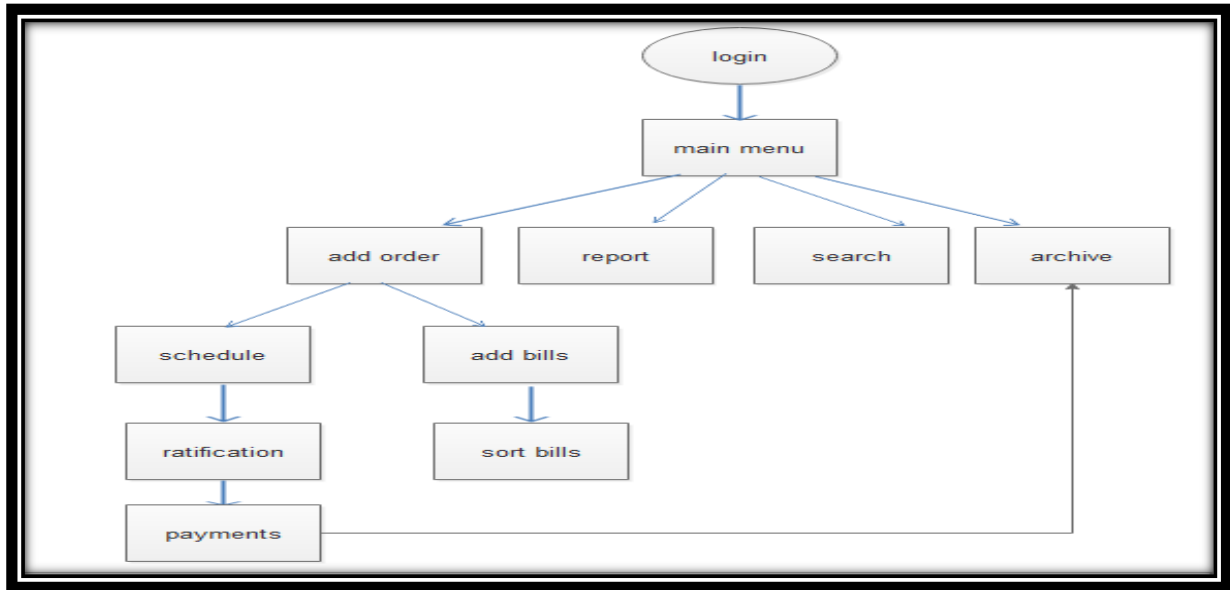 login
main menu
add order
report
search
archive
schedule
add bills
ratification
sort bills
payments